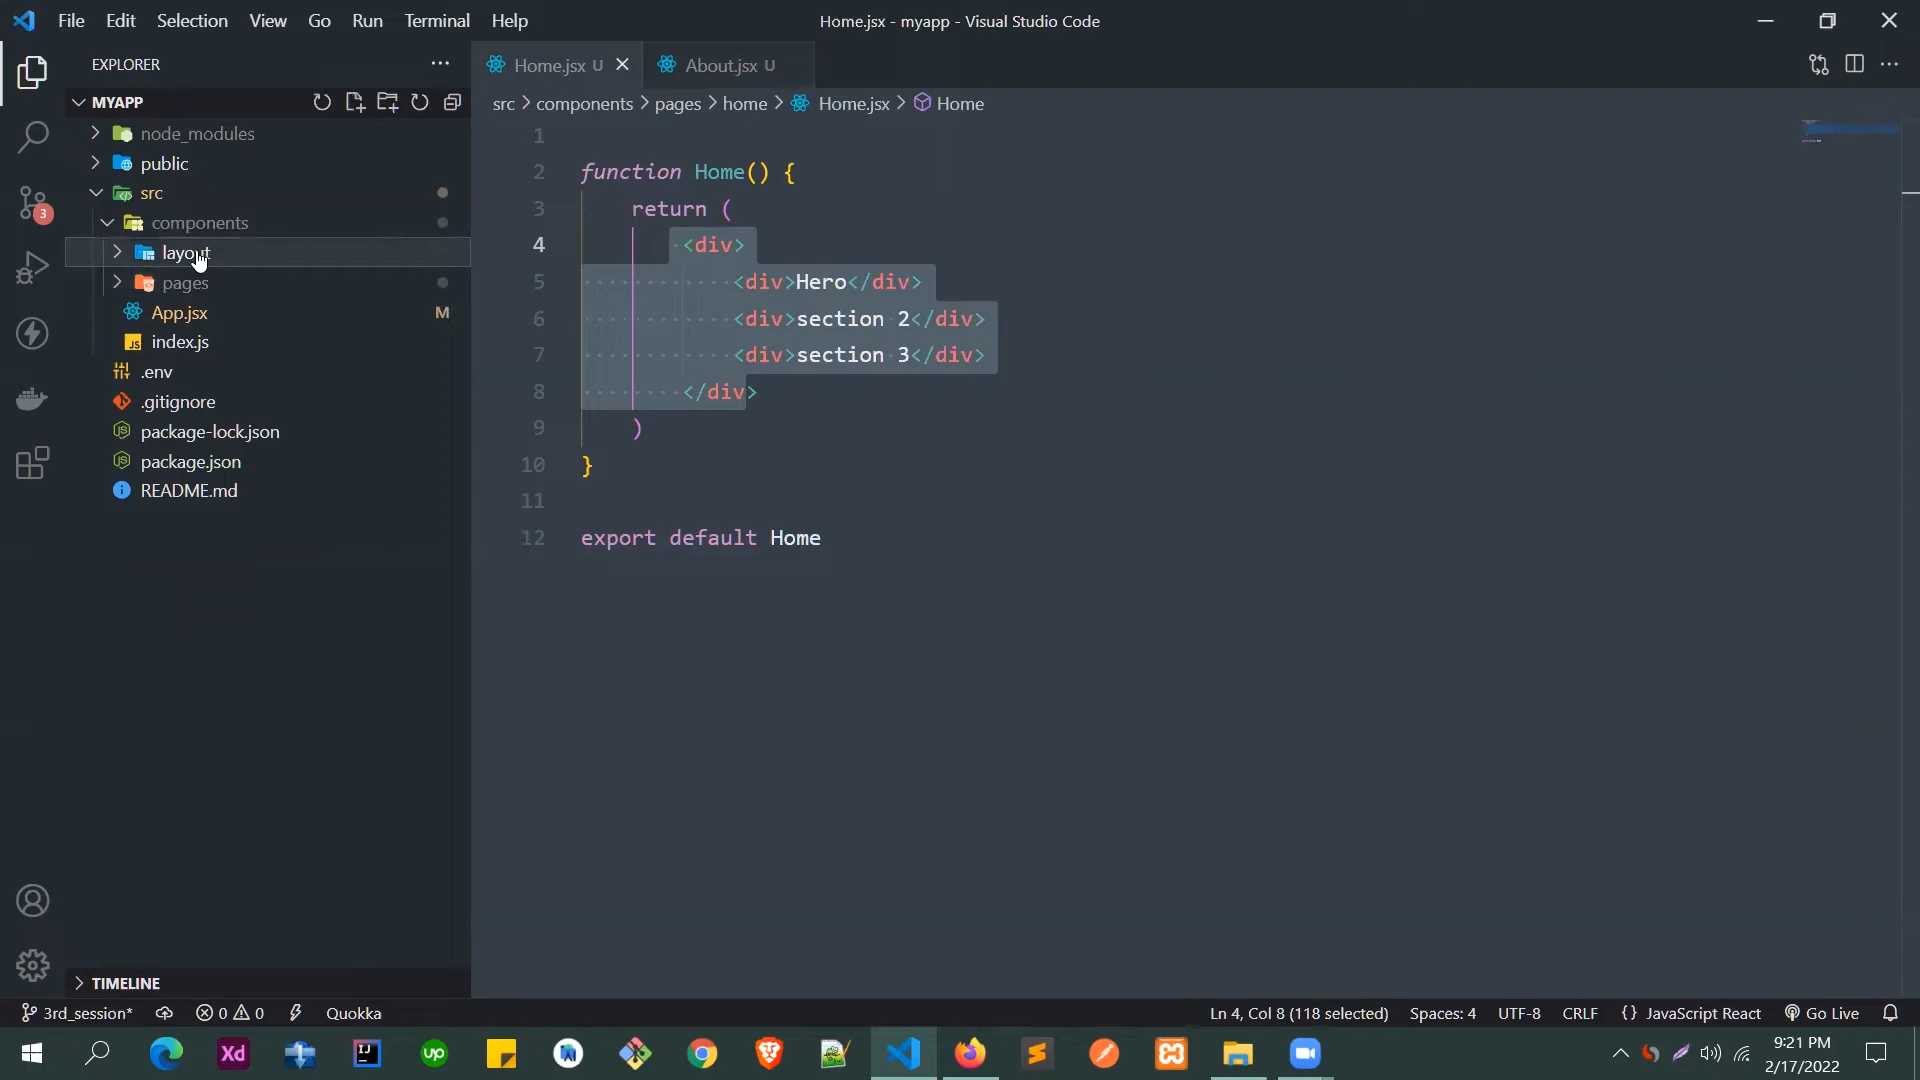 File Edit Selection View Go Run Terminal Help
Home.jsx - myapp - Visual Studio Code
EXPLORER
MYAPP
node_modules
public
src
components
layout
pages
App.jsx M
index.js
.env
.gitignore
package-lock.json
package.json
README.md
TIMELINE
3
Home.jsx U About.jsx U
src > components > pages > home > Home.jsx > Home
1
2 function Home() {
3 return (
4 <div>
5 <div>Hero</div>
6 <div>section 2</div>
7 <div>section 3</div>
8 </div>
9 )
10 }
11
12 export default Home
3rd_session* 0 0 Quokka Ln 4, Col 8 (118 selected) Spaces: 4 UTF-8 CRLF {} JavaScript React Go Live
Xd IJ up
9:21 PM
2/17/2022